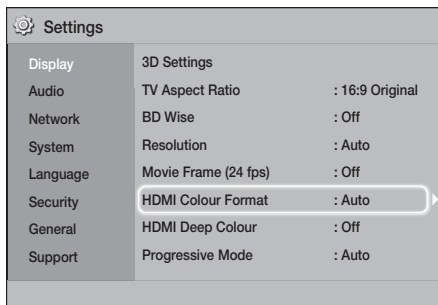 Settings
Display
Audio
Network
System
Language
Security
General
Support
3D Settings
TV Aspect Ratio : 16:9 Original
BD Wise : Off
Resolution : Auto
Movie Frame (24 fps) : Off
HDMI Colour Format : Auto
HDMI Deep Colour : Off
Progressive Mode : Auto